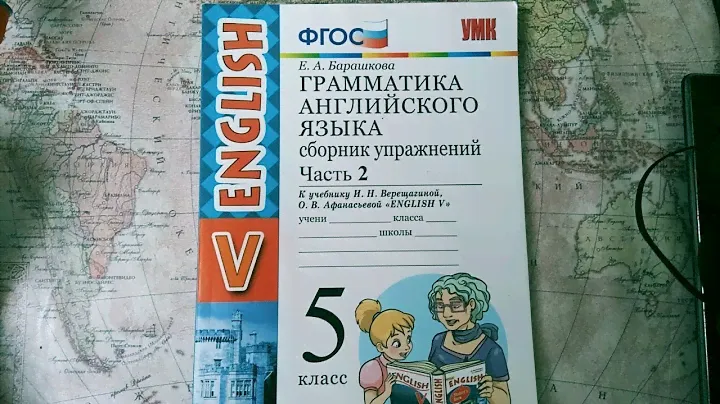 ФГОС
УМК
Е. А. Барашкова
ГРАММАТИКА
АНГЛИЙСКОГО
ЯЗЫКА
сборник упражнений
Часть 2
К учебнику И. Н. Верещагиной,
О. В. Афанасьевой «ENGLISH V»
учени класса
школы
5
класс
ENGLISH
V
ENGLISH
V
ENGLISH